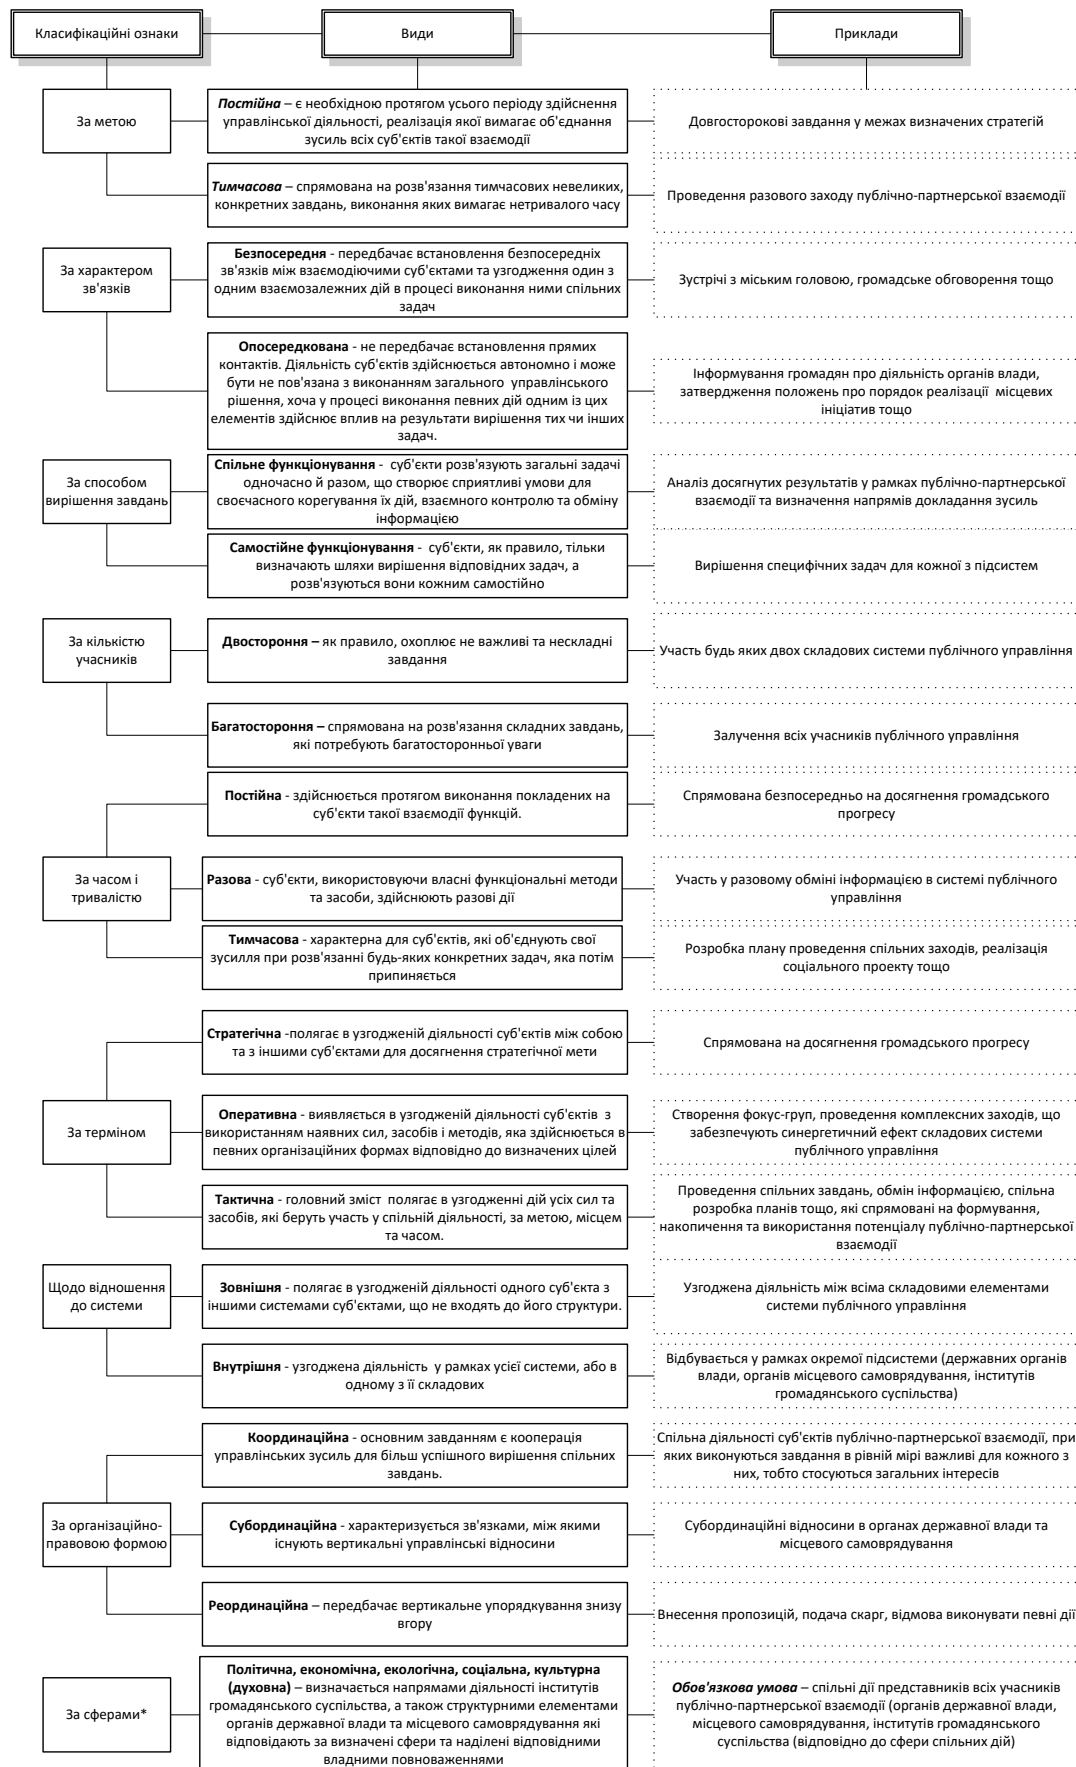 Класифікаційні ознаки
Види
Приклади
За метою
Постійна – є необхідною протягом усього періоду здійснення
управлінської діяльності, реалізація якої вимагає об'єднання
зусиль всіх суб'єктів такої взаємодії
Довгосторокові завдання у межах визначених стратегій
Тимчасова – спрямована на розв'язання тимчасових невеликих,
конкретних завдань, виконання яких вимагає нетривалого часу
Проведення разового заходу публічно-партнерської взаємодії
За характером
зв'язків
Безпосередня - передбачає встановлення безпосередніх
зв'язків між взаємодіючими суб'єктами та узгодження один з
одним взаємозалежних дій в процесі виконання ними спільних
задач
Зустрічі з міським головою, громадське обговорення тощо
Опосередкована - не передбачає встановлення прямих
контактів. Діяльність суб'єктів здійснюється автономно і може
бути не пов'язана з виконанням загального управлінського
рішення, хоча у процесі виконання певних дій одним із цих
елементів здійснює вплив на результати вирішення тих чи інших
задач.
Інформування громадян про діяльність органів влади,
затвердження положень про порядок реалізації місцевих
ініціатив тощо
За способом
вирішення завдань
Спільне функціонування - суб'єкти розв'язують загальні задачі
одночасно й разом, що створює сприятливі умови для
своєчасного корегування їх дій, взаємного контролю та обміну
інформацією
Аналіз досягнутих результатів у рамках публічно-партнерської
взаємодії та визначення напрямів докладання зусиль
Самостійне функціонування - суб'єкти, як правило, тільки
визначають шляхи вирішення відповідних задач, а
розв'язуються вони кожним самостійно
Вирішення специфічних задач для кожної з підсистем
За кількістю
учасників
Двостороння – як правило, охоплює не важливі та нескладні
завдання
Участь будь яких двох складових системи публічного управління
Багатостороння – спрямована на розв'язання складних завдань,
які потребують багатосторонньої уваги
Залучення всіх учасників публічного управління
Постійна - здійснюється протягом виконання покладених на
суб'єкти такої взаємодії функцій.
Спрямована безпосередньо на досягнення громадського
прогресу
За часом і
тривалістю
Разова - суб'єкти, використовуючи власні функціональні методи
та засоби, здійснюють разові дії
Участь у разовому обміні інформацією в системі публічного
управління
Тимчасова - характерна для суб'єктів, які об'єднують свої
зусилля при розв'язанні будь-яких конкретних задач, яка потім
припиняється
Розробка плану проведення спільних заходів, реалізація
соціального проекту тощо
Стратегічна -полягає в узгодженій діяльності суб'єктів між собою
та з іншими суб'єктами для досягнення стратегічної мети
Спрямована на досягнення громадського прогресу
За терміном
Оперативна - виявляється в узгодженій діяльності суб'єктів з
використанням наявних сил, засобів і методів, яка здійснюється в
певних організаційних формах відповідно до визначених цілей
Створення фокус-груп, проведення комплексних заходів, що
забезпечують синергетичний ефект складових системи
публічного управління
Тактична - головний зміст полягає в узгодженні дій усіх сил та
засобів, які беруть участь у спільній діяльності, за метою, місцем
та часом.
Проведення спільних завдань, обмін інформацією, спільна
розробка планів тощо, які спрямовані на формування,
накопичення та використання потенціалу публічно-партнерської
взаємодії
Щодо відношення
до системи
Зовнішня - полягає в узгодженій діяльності одного суб'єкта з
іншими системами суб'єктами, що не входять до його структури.
Узгоджена діяльність між всіма складовими елементами
системи публічного управління
Внутрішня - узгоджена діяльність у рамках усієї системи, або в
одному з її складових
Відбувається у рамках окремої підсистеми (державних органів
влади, органів місцевого самоврядування, інститутів
громадянського суспільства)
Координаційна - основним завданням є кооперація
управлінських зусиль для більш успішного вирішення спільних
завдань.
Спільна діяльності суб'єктів публічно-партнерської взаємодії, при
яких виконуються завдання в рівній мірі важливі для кожного з
них, тобто стосуються загальних інтересів
За організаційно-
правовою формою
Субординаційна - характеризується зв'язками, між якими
існують вертикальні управлінські відносини
Субординаційні відносини в органах державної влади та
місцевого самоврядування
Реординаційна – передбачає вертикальне упорядкування знизу
вгору
Внесення пропозицій, подача скарг, відмова виконувати певні дії
За сферами*
Політична, економічна, екологічна, соціальна, культурна
(духовна) – визначається напрямами діяльності інститутів
громадянського суспільства, а також структурними елементами
органів державної влади та місцевого самоврядування які
відповідають за визначені сфери та наділені відповідними
владними повноваженнями
Обов'язкова умова – спільні дії представників всіх учасників
публічно-партнерської взаємодії (органів державної влади,
місцевого самоврядування, інститутів громадянського
суспільства (відповідно до сфери спільних дій)